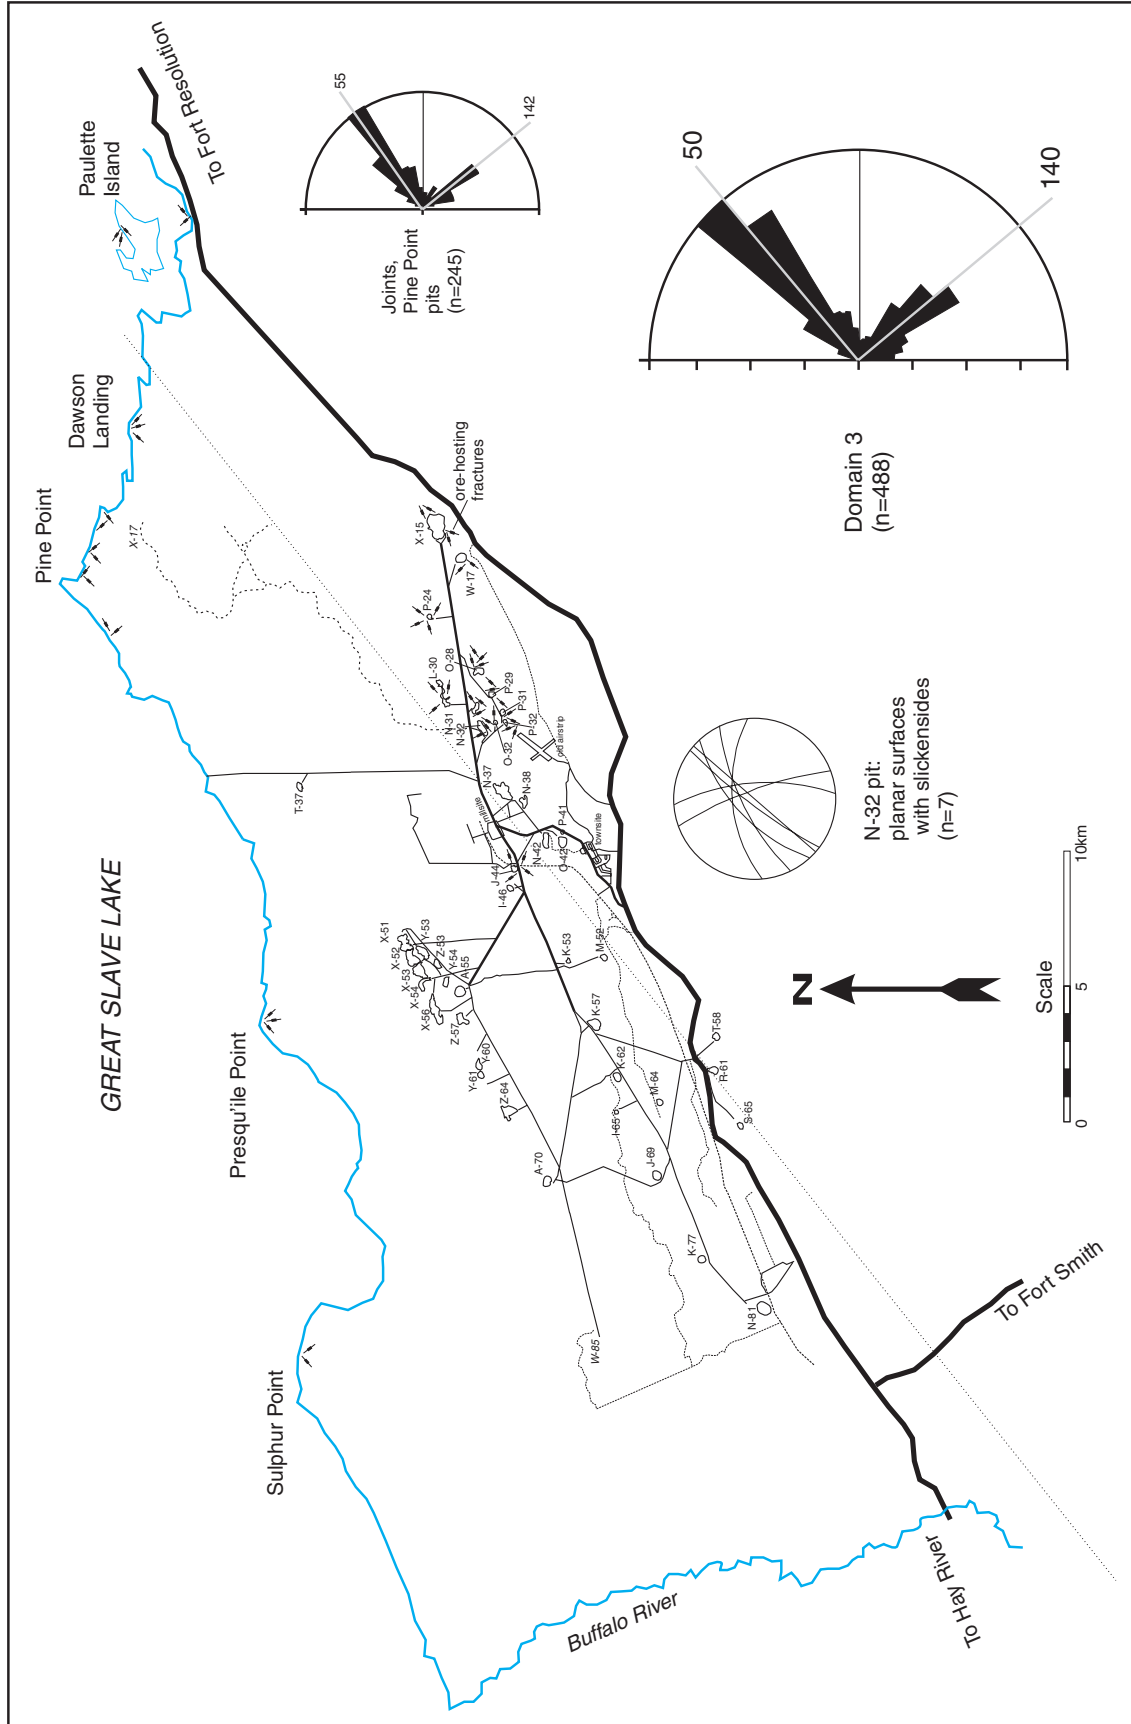 GREAT SLAVE LAKE
Sulphur Point
Presqu'ile Point
Pine Point
Dawson
Landing
Paulette
Island
To Fort Resolution
Buffalo River
To Hay River
To Fort Smith
X-17
T-37
X-15
ore-hosting
fractures
W-17
P-24
L-30
O-28
N-31
N-32
P-29
P-31
P-32
O-32
old airstrip
N-37
N-38
millsite
P-41
N-42
O-42
townsite
J-44
I-46
X-51
X-52
Y-53
X-53
Z-53
X-54
Y-54
A-55
X-56
Z-57
K-53
M-52
K-57
Y-60
Y-61
Z-64
K-62
I-65
M-64
T-58
R-61
S-65
A-70
J-69
K-77
N-81
W-85
Joints,
Pine Point
pits
(n=245)
55
142
Domain 3
(n=488)
50
140
N-32 pit:
planar surfaces
with slickensides
(n=7)
N
Scale
0
5
10km